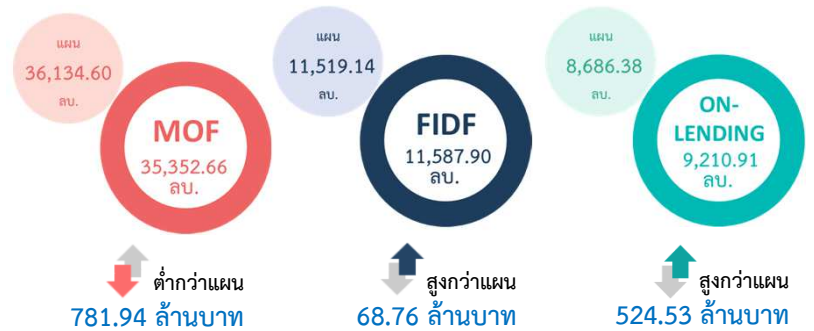 แผน
36,134.60
ลบ.
MOF
35,352.66
ลบ.
ต่ำกว่าแผน
781.94 ล้านบาท
แผน
11,519.14
ลบ.
FIDF
11,587.90
ลบ.
สูงกว่าแผน
68.76 ล้านบาท
แผน
8,686.38
ลบ.
ON-
LENDING
9,210.91
ลบ.
สูงกว่าแผน
524.53 ล้านบาท